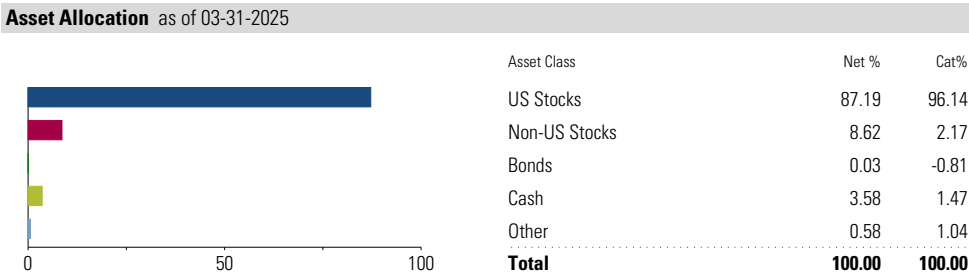 Asset Allocation as of 03-31-2025
Asset Class Net % Cat%
US Stocks 87.19 96.14
Non-US Stocks 8.62 2.17
Bonds 0.03 -0.81
Cash 3.58 1.47
Other 0.58 1.04
Total 100.00 100.00
0 50 100